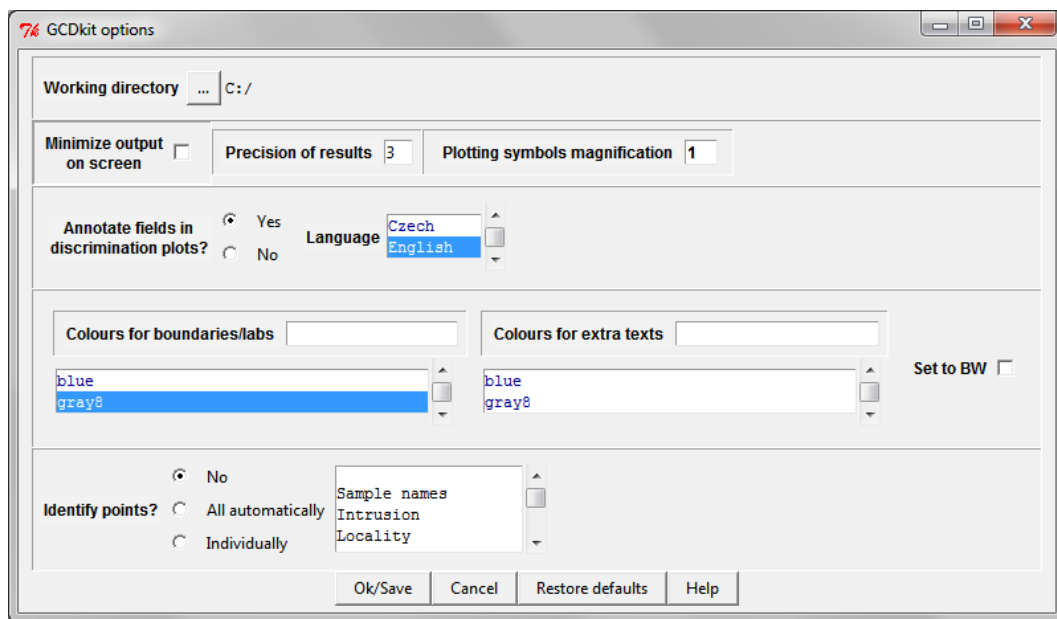 GCDkit options
Working directory ... C:/
Minimize output
on screen
Precision of results 3
Plotting symbols magnification 1
Annotate fields in
discrimination plots?
Yes
No
Language
Czech
English
Colours for boundaries/labs
blue
gray8
Colours for extra texts
blue
gray8
Set to BW
Identify points?
No
All automatically
Individually
Sample names
Intrusion
Locality
Ok/Save
Cancel
Restore defaults
Help